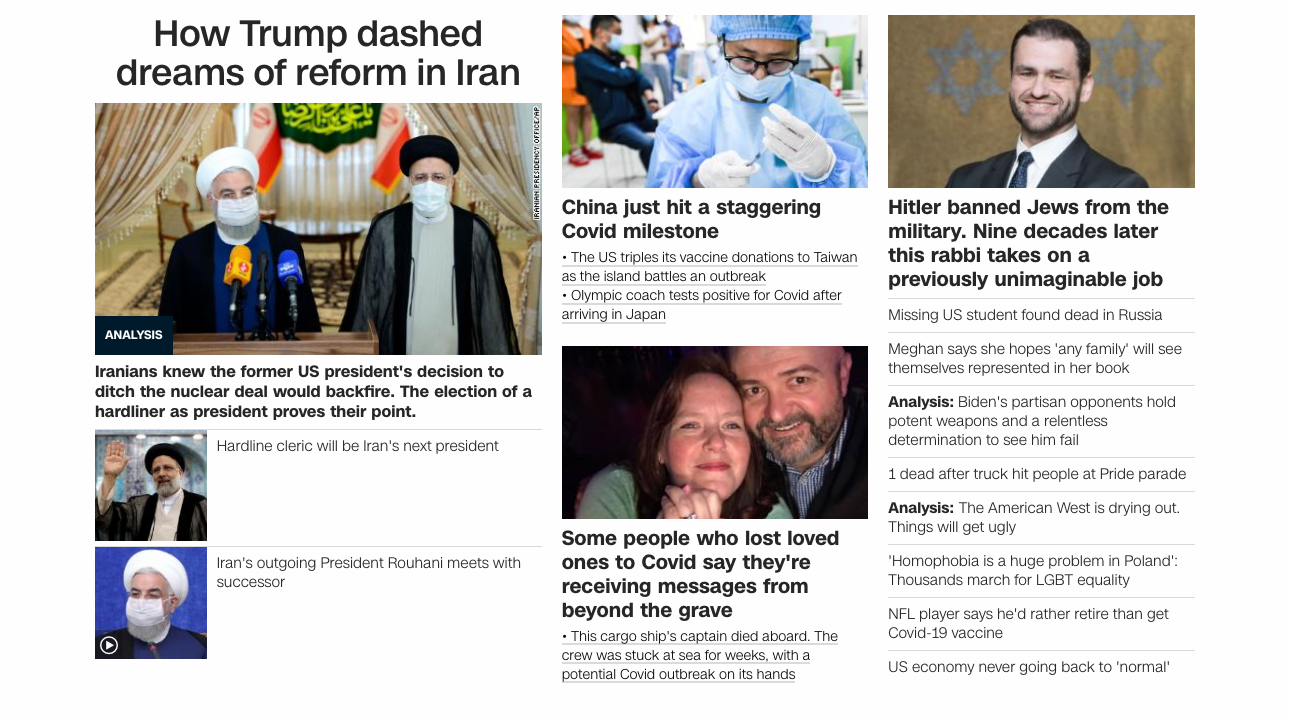 How Trump dashed
dreams of reform in Iran
IRANIAN PRESIDENCY OFFICE/AP
ANALYSIS
Iranians knew the former US president's decision to
ditch the nuclear deal would backfire. The election of a
hardliner as president proves their point.
Hardline cleric will be Iran's next president
Iran's outgoing President Rouhani meets with
successor
China just hit a staggering
Covid milestone
• The US triples its vaccine donations to Taiwan
as the island battles an outbreak
• Olympic coach tests positive for Covid after
arriving in Japan
Some people who lost loved
ones to Covid say they're
receiving messages from
beyond the grave
• This cargo ship's captain died aboard. The
crew was stuck at sea for weeks, with a
potential Covid outbreak on its hands
Hitler banned Jews from the
military. Nine decades later
this rabbi takes on a
previously unimaginable job
Missing US student found dead in Russia
Meghan says she hopes 'any family' will see
themselves represented in her book
Analysis: Biden's partisan opponents hold
potent weapons and a relentless
determination to see him fail
1 dead after truck hit people at Pride parade
Analysis: The American West is drying out.
Things will get ugly
'Homophobia is a huge problem in Poland':
Thousands march for LGBT equality
NFL player says he'd rather retire than get
Covid-19 vaccine
US economy never going back to 'normal'